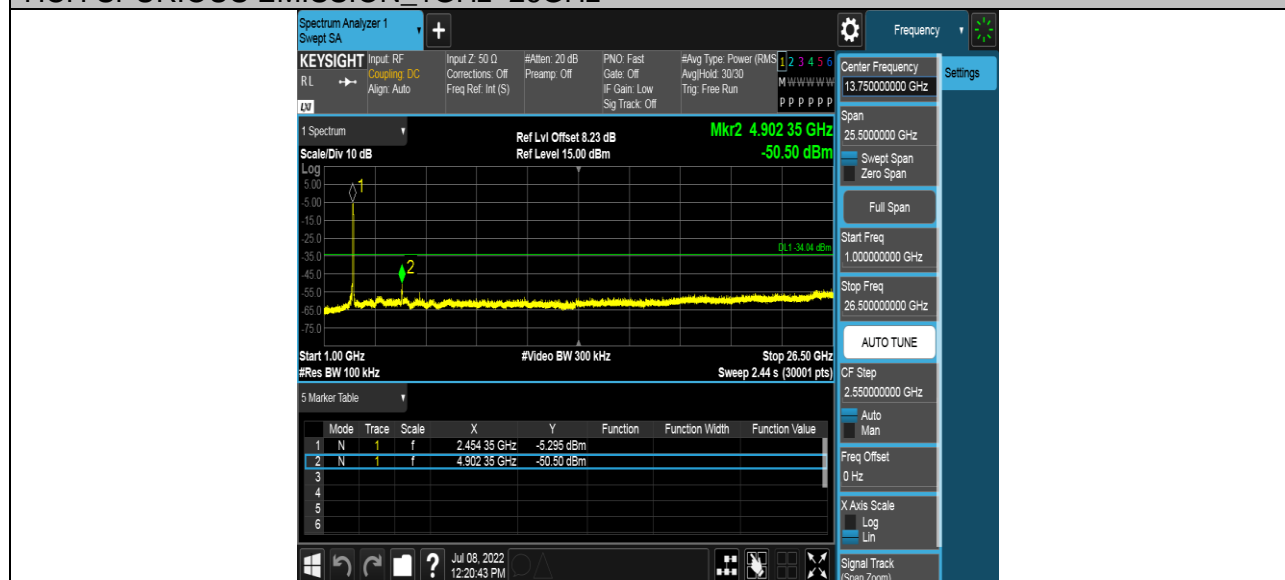 Spectrum Analyzer 1
Swept SA
Frequency
KEYSIGHT Input: RF Input Z: 50 Ω #Atten: 20 dB PNO: Fast #Avg Type: Power (RMS 1 2 3 4 5 6
RL Coupling: DC Corrections: Off Preamp: Off Gate: Off Avg|Hold: 30/30 M W W W W W
Align: Auto Freq Ref: Int (S) IF Gain: Low Trig: Free Run
LXI Sig Track: Off P P P P P P
1 Spectrum Ref Lvl Offset 8.23 dB Mkr2 4.902 35 GHz
Scale/Div 10 dB Ref Level 15.00 dBm -50.50 dBm
Log
5.00
1
-5.00
-15.0
-25.0
DL1 -34.04 dBm
-35.0
2
-45.0
-55.0
-65.0
-75.0
Start 1.00 GHz #Video BW 300 kHz Stop 26.50 GHz
#Res BW 100 kHz Sweep 2.44 s (30001 pts)
5 Marker Table
Mode Trace Scale X Y Function Function Width Function Value
1 N 1 f 2.454 35 GHz -5.295 dBm
2 N 1 f 4.902 35 GHz -50.50 dBm
3
4
5
6
? Jul 08, 2022
12:20:43 PM
Center Frequency
13.750000000 GHz
Settings
Span
25.5000000 GHz
Swept Span
Zero Span
Full Span
Start Freq
1.000000000 GHz
Stop Freq
26.500000000 GHz
AUTO TUNE
CF Step
2.550000000 GHz
Auto
Man
Freq Offset
0 Hz
X Axis Scale
Log
Lin
Signal Track
(Span Zoom)